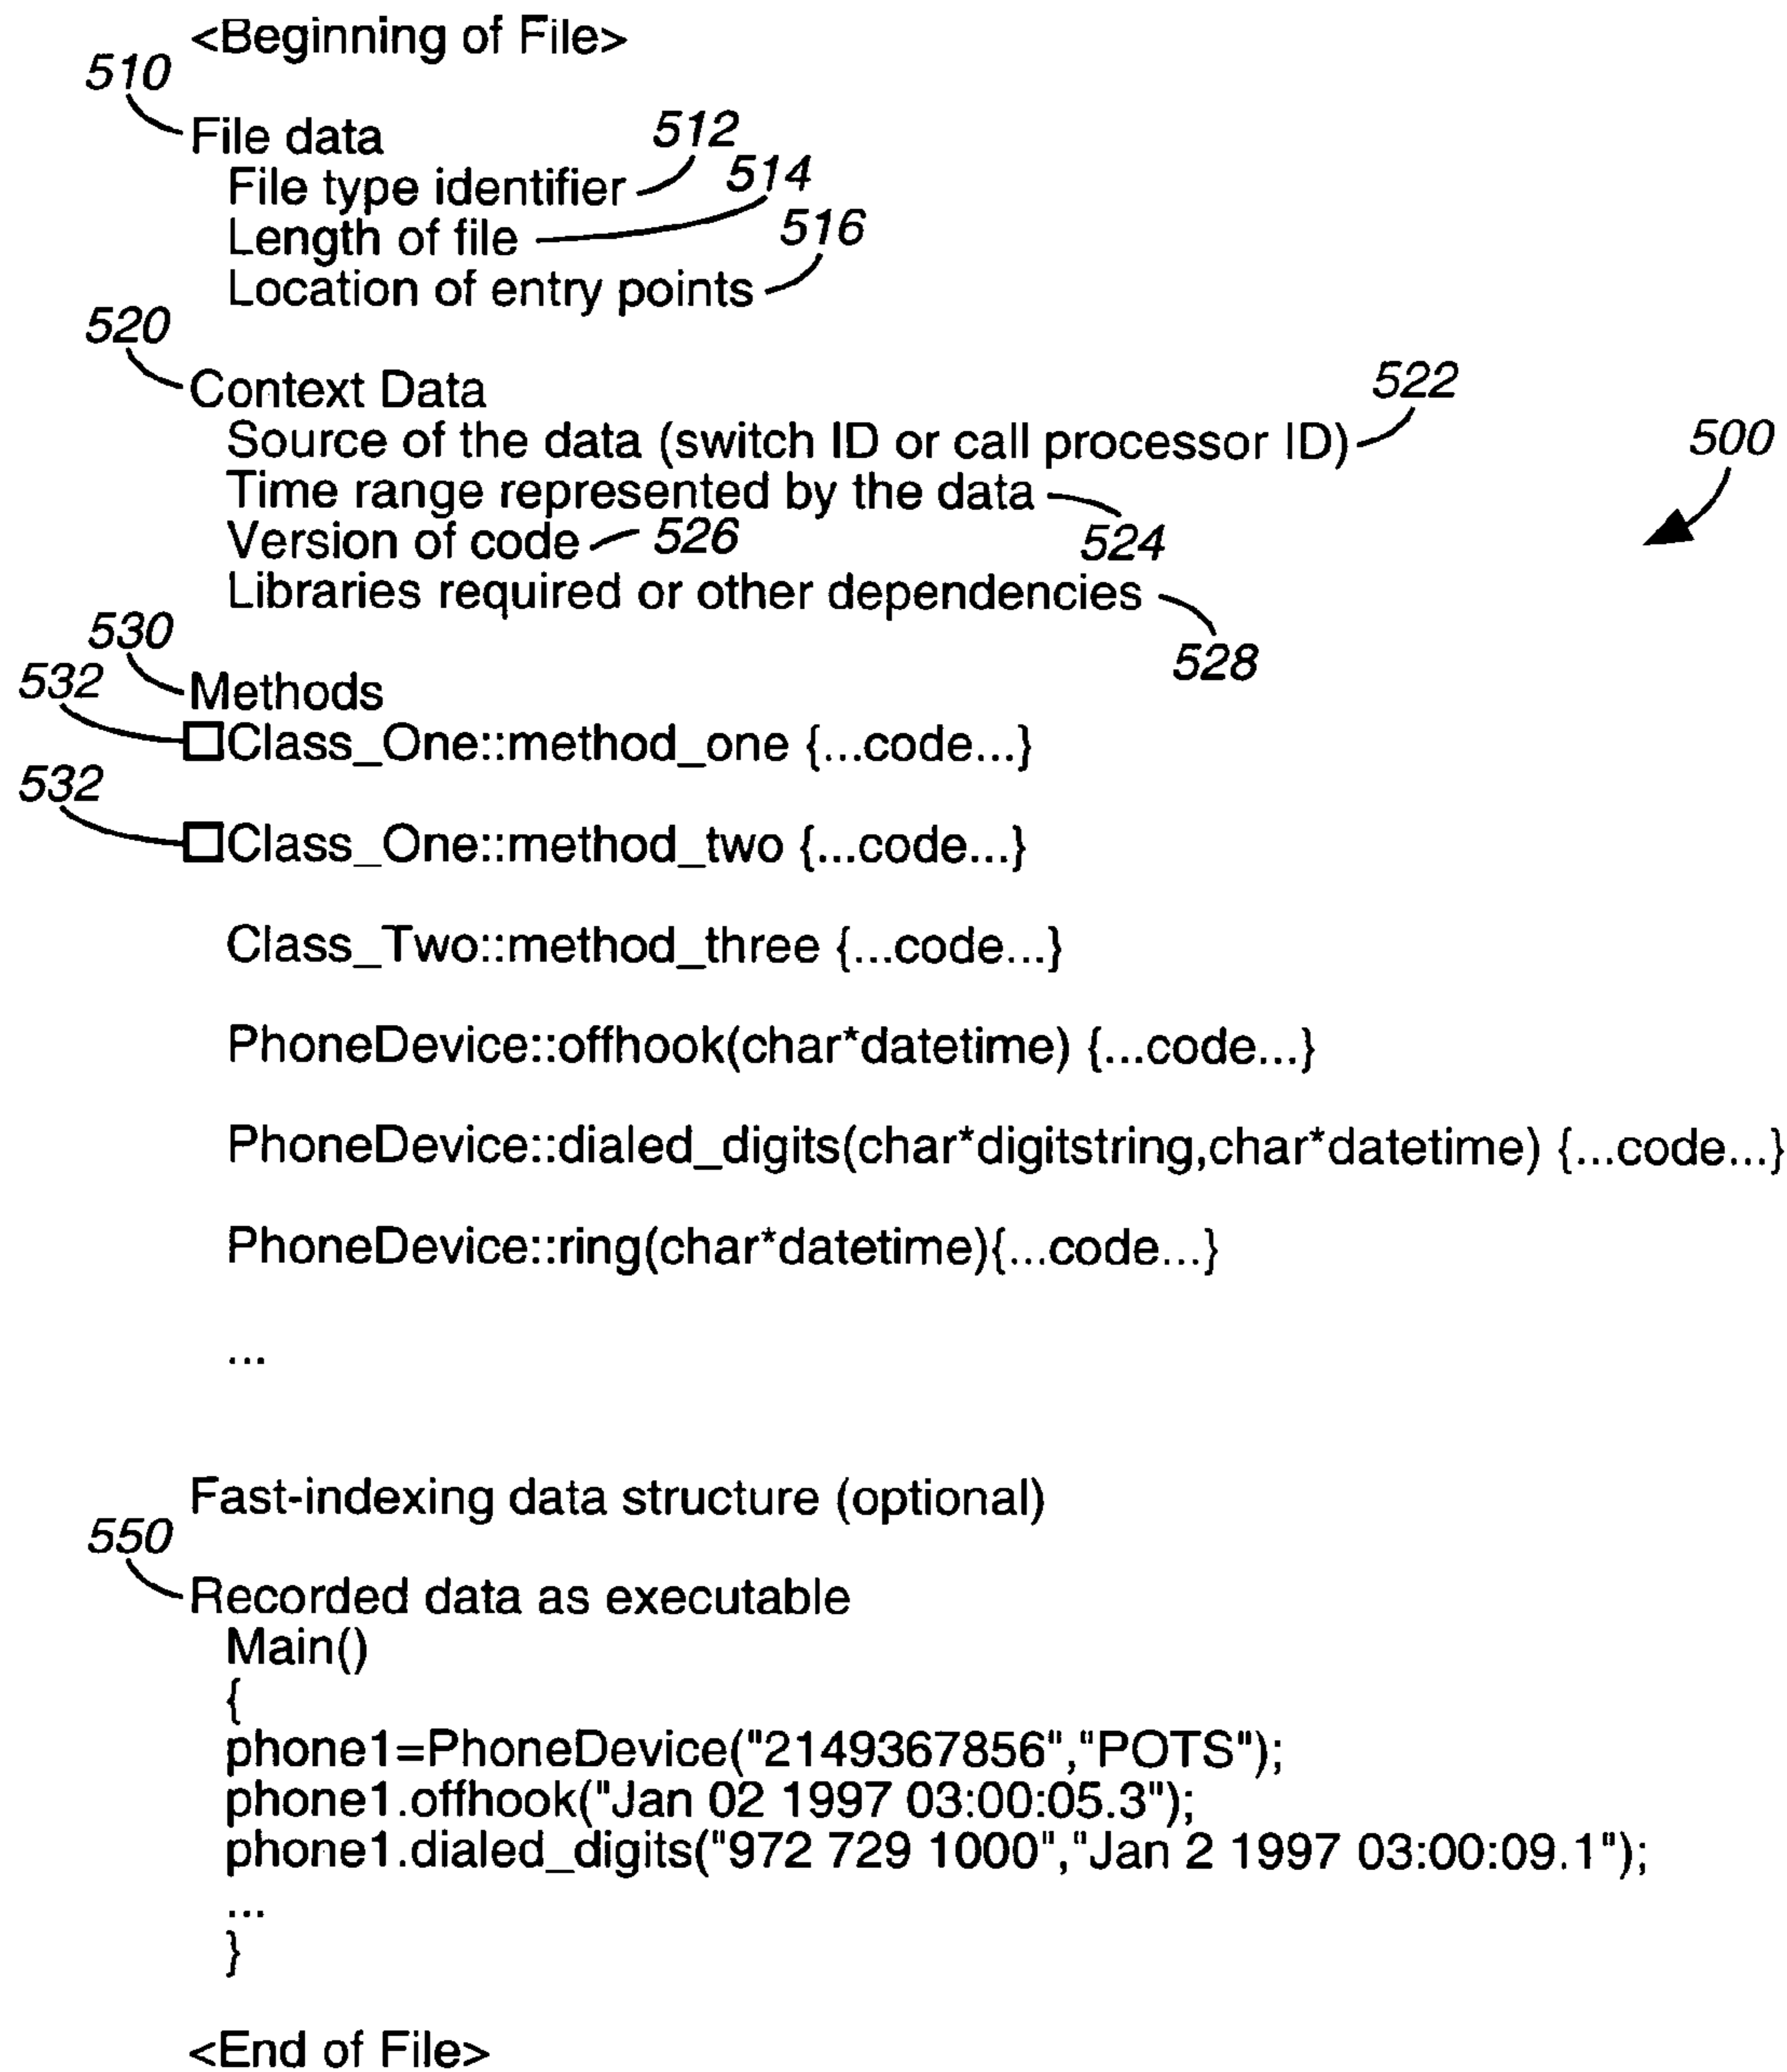 <Beginning of File>
510
File data
512
File type identifier
514
Length of file
516
Location of entry points
520
Context Data
522
Source of the data (switch ID or call processor ID)
500
Time range represented by the data
524
Version of code
526
Libraries required or other dependencies
528
530
Methods
532
Class_One::method_one {...code...}
532
Class_One::method_two {...code...}
Class_Two::method_three {...code...}
PhoneDevice::offhook(char*datetime) {...code...}
PhoneDevice::dialed_digits(char*digitstring,char*datetime) {...code...}
PhoneDevice::ring(char*datetime){...code...}
...
Fast-indexing data structure (optional)
550
Recorded data as executable
Main()
{
phone1=PhoneDevice("2149367856","POTS");
phone1.offhook("Jan 02 1997 03:00:05.3");
phone1.dialed_digits("972 729 1000","Jan 2 1997 03:00:09.1");
...
}
<End of File>